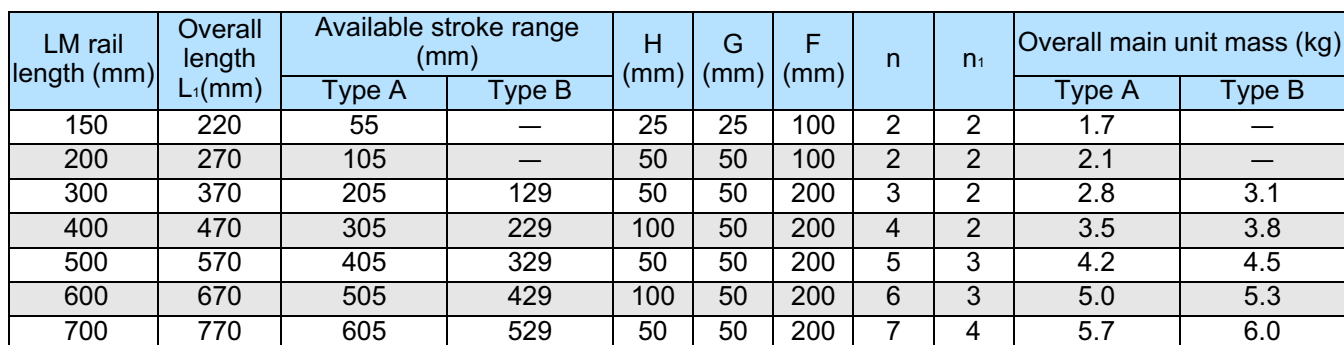 LM rail length (mm) Overall length L₁(mm) Available stroke range (mm) H (mm) G (mm) F (mm) n n₁ Overall main unit mass (kg)
Type A Type B Type A Type B
150 220 55 — 25 25 100 2 2 1.7 —
200 270 105 — 50 50 100 2 2 2.1 —
300 370 205 129 50 50 200 3 2 2.8 3.1
400 470 305 229 100 50 200 4 2 3.5 3.8
500 570 405 329 50 50 200 5 3 4.2 4.5
600 670 505 429 100 50 200 6 3 5.0 5.3
700 770 605 529 50 50 200 7 4 5.7 6.0